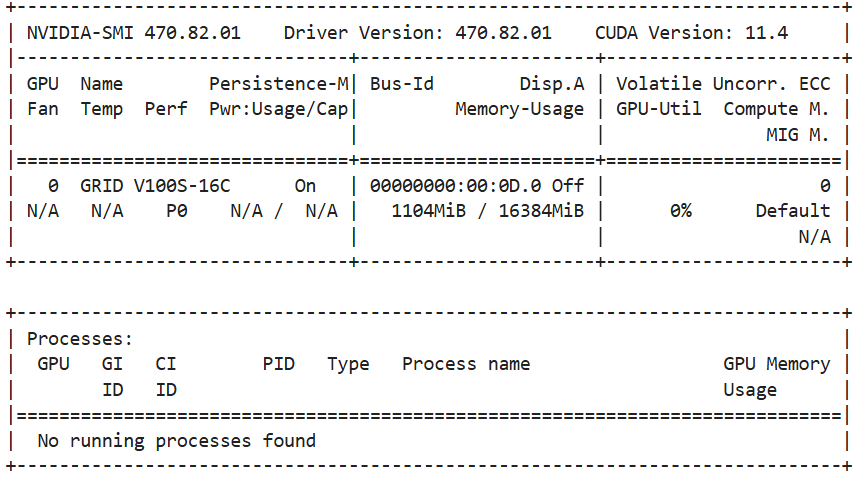 +-----------------------------------------------------------------------------+
| NVIDIA-SMI 470.82.01    Driver Version: 470.82.01    CUDA Version: 11.4     |
|-------------------------------+----------------------+----------------------+
| GPU  Name        Persistence-M| Bus-Id        Disp.A | Volatile Uncorr. ECC |
| Fan  Temp  Perf  Pwr:Usage/Cap|         Memory-Usage | GPU-Util  Compute M. |
|                               |                      |               MIG M. |
|===============================+======================+======================|
|   0  GRID V100S-16C      On   | 00000000:00:0D.0 Off |                    0 |
| N/A   N/A    P0    N/A /  N/A |   1104MiB / 16384MiB |      0%      Default |
|                               |                      |                  N/A |
+-------------------------------+----------------------+----------------------+

+-----------------------------------------------------------------------------+
| Processes:                                                                  |
|  GPU   GI   CI        PID   Type   Process name                  GPU Memory |
|        ID   ID                                                   Usage      |
|=============================================================================|
|  No running processes found                                                 |
+-----------------------------------------------------------------------------+